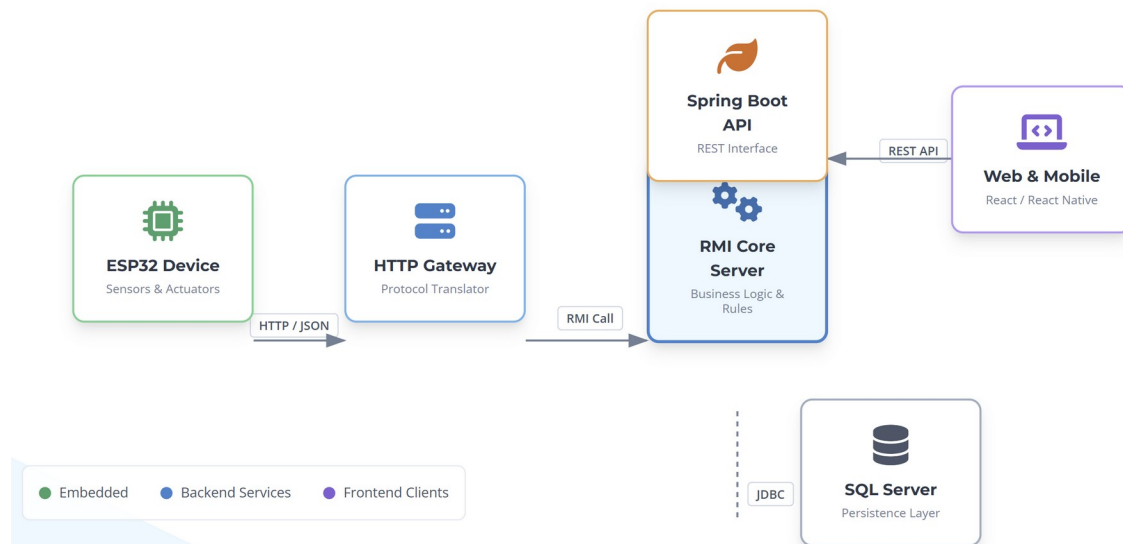 Spring Boot
API
REST Interface
REST API
Web & Mobile
React / React Native
ESP32 Device
Sensors & Actuators
HTTP Gateway
Protocol Translator
RMI Core
Server
Business Logic &
Rules
HTTP / JSON
RMI Call
SQL Server
Persistence Layer
JDBC
Embedded
Backend Services
Frontend Clients